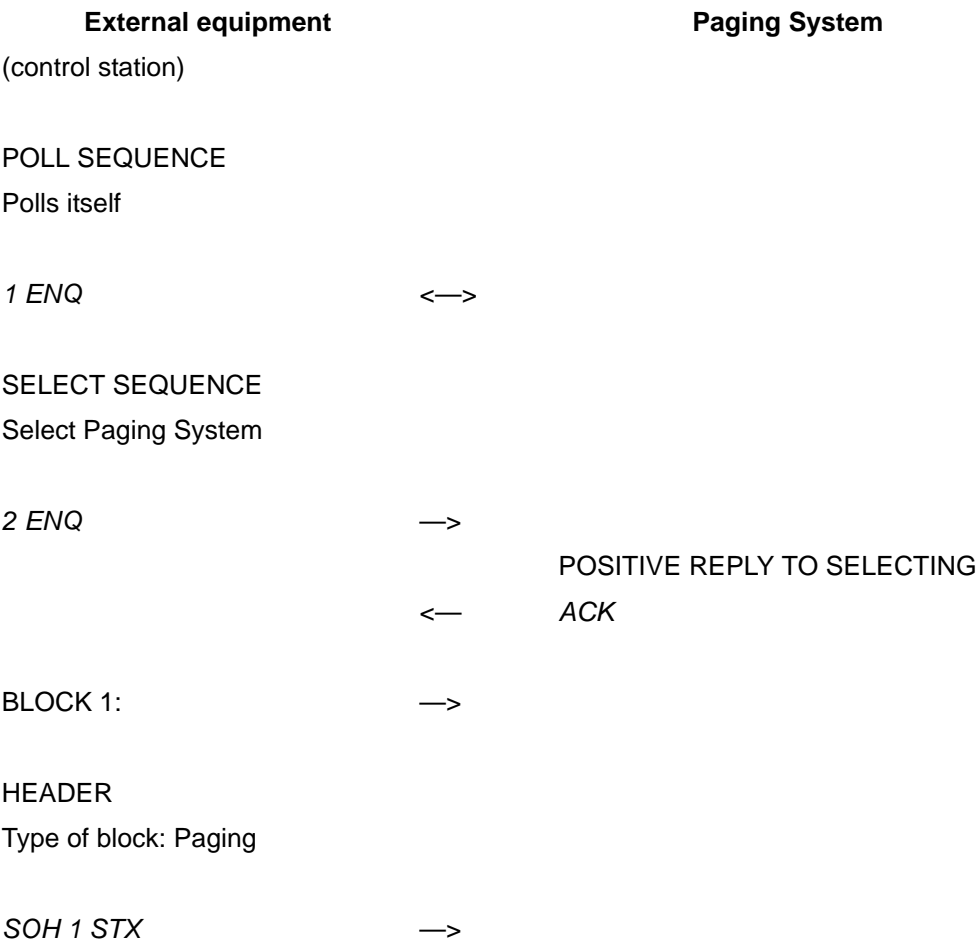 External equipment Paging System
(control station)
POLL SEQUENCE
Polls itself
1 ENQ <—>
SELECT SEQUENCE
Select Paging System
2 ENQ —>
POSITIVE REPLY TO SELECTING
<— ACK
BLOCK 1: —>
HEADER
Type of block: Paging
SOH 1 STX —>